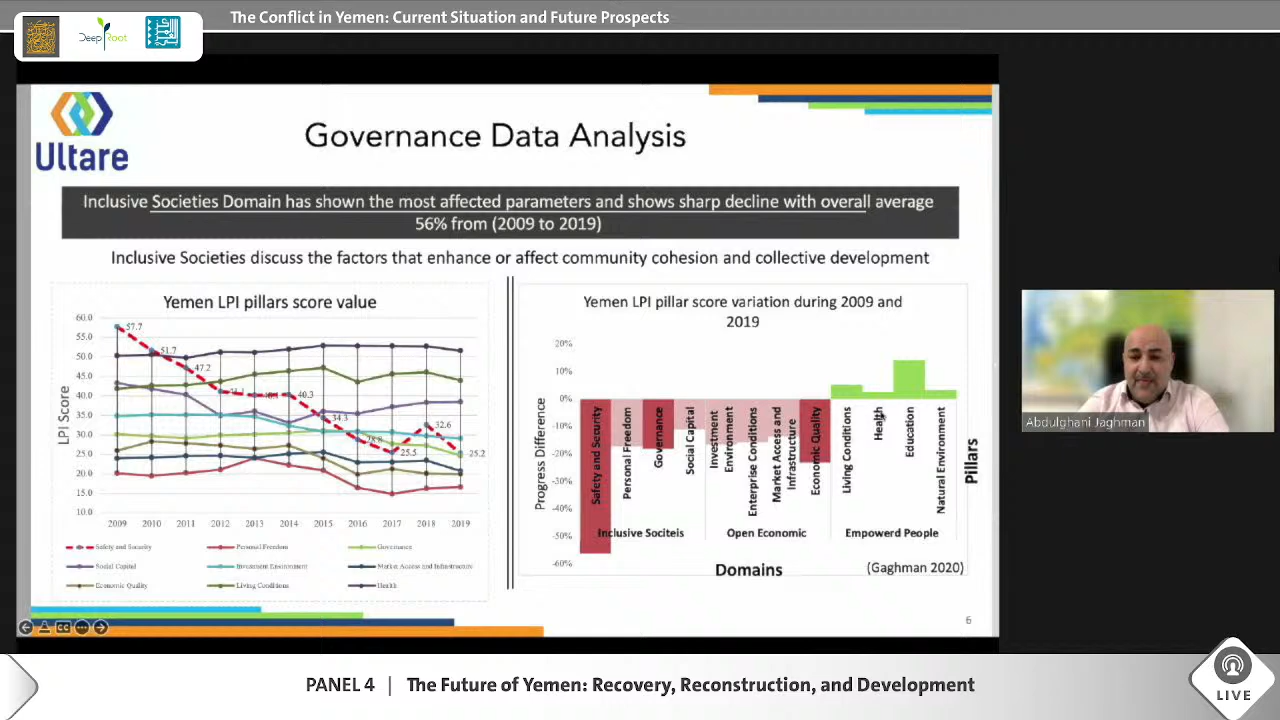 The Conflict in Yemen: Current Situation and Future Prospects
DeepRoot
Ultare
Governance Data Analysis
Inclusive Societies Domain has shown the most affected parameters and shows sharp decline with overall average
56% from (2009 to 2019)
Inclusive Societies discuss the factors that enhance or affect community cohesion and collective development
Yemen LPI pillars score value
LPI Score
60.0
55.0
50.0
45.0
40.0
35.0
30.0
25.0
20.0
15.0
10.0
57.7
51.7
47.2
40.3
34.3
28.8
25.5
32.6
25.2
2009 2010 2011 2012 2013 2014 2015 2016 2017 2018 2019
Safety and Security Personal Freedom Governance
Social Capital Investment Environment Market Access and Infrastructure
Economic Quality Living Conditions Health
Yemen LPI pillar score variation during 2009 and
2019
Progress Difference
20%
10%
0%
-10%
-20%
-30%
-40%
-50%
-60%
Safety and Security
Personal Freedom
Governance
Social Capital
Investment
Environment
Enterprise Conditions
Market Access and
Infrastructure
Economic Quality
Living Conditions
Health
Education
Natural Environment
Pillars
Inclusive Sociteis Open Economic Empowerd People
Domains
(Gaghman 2020)
6
CC
Abdulghani Jaghman
PANEL 4 | The Future of Yemen: Recovery, Reconstruction, and Development
LIVE